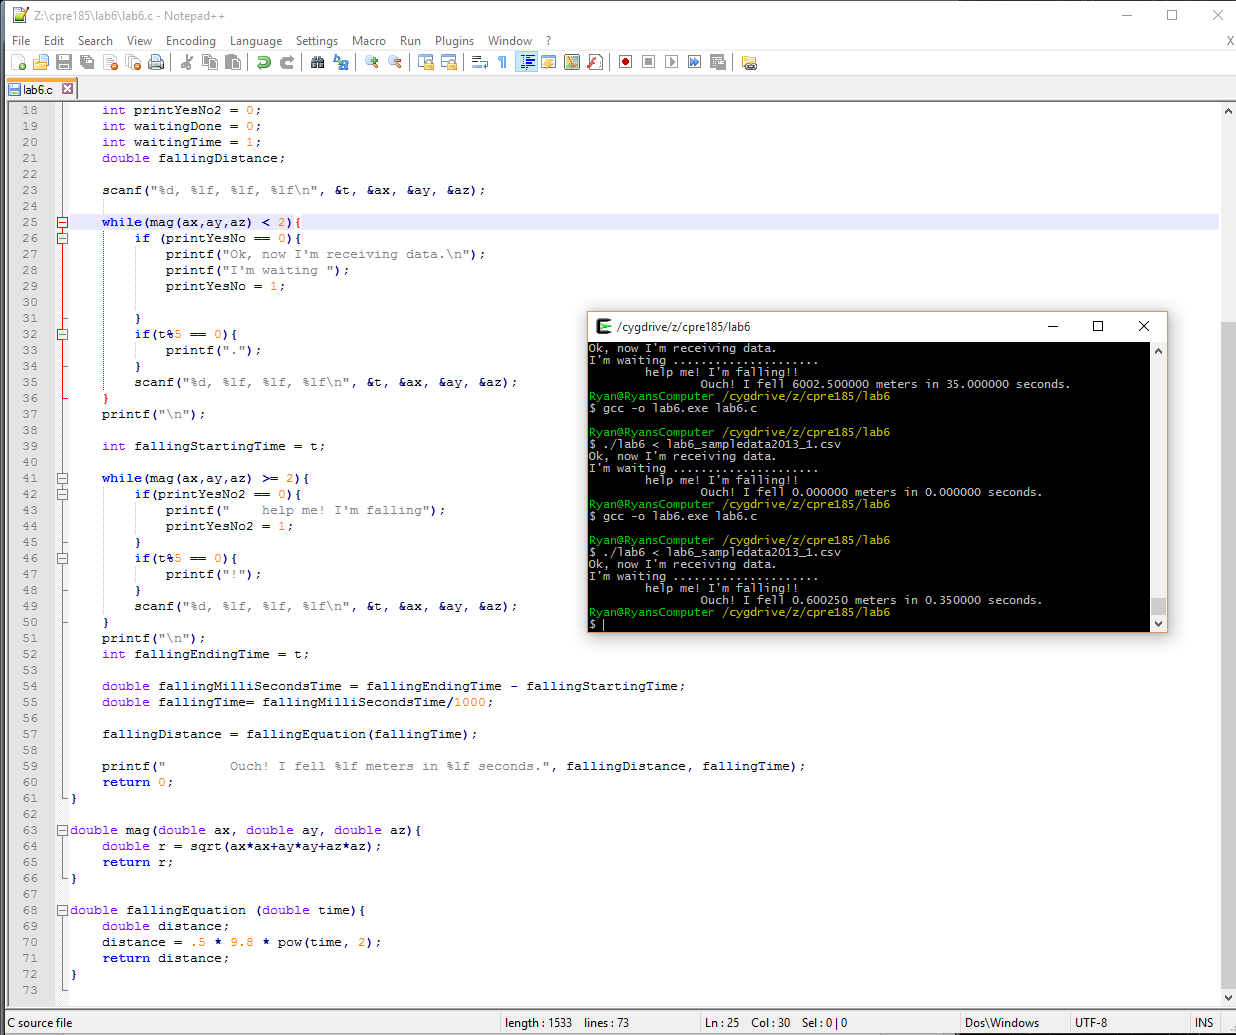 Z:\cpre185\lab6\lab6.c - Notepad++
File Edit Search View Encoding Language Settings Macro Run Plugins Window ? X
lab6.c
18 int printYesNo2 = 0;
19 int waitingDone = 0;
20 int waitingTime = 1;
21 double fallingDistance;
22
23 scanf("%d, %lf, %lf, %lf\n", &t, &ax, &ay, &az);
24
25 while(mag(ax,ay,az) < 2){
26 if (printYesNo == 0){
27 printf("Ok, now I'm receiving data.\n");
28 printf("I'm waiting ");
29 printYesNo = 1;
30
31 }
32 if(t%5 == 0){
33 printf(".");
34 }
35 scanf("%d, %lf, %lf, %lf\n", &t, &ax, &ay, &az);
36 }
37 printf("\n");
38
39 int fallingStartingTime = t;
40
41 while(mag(ax,ay,az) >= 2){
42 if(printYesNo2 == 0){
43 printf("    help me! I'm falling");
44 printYesNo2 = 1;
45 }
46 if(t%5 == 0){
47 printf("!");
48 }
49 scanf("%d, %lf, %lf, %lf\n", &t, &ax, &ay, &az);
50 }
51 printf("\n");
52 int fallingEndingTime = t;
53
54 double fallingMilliSecondsTime = fallingEndingTime - fallingStartingTime;
55 double fallingTime= fallingMilliSecondsTime/1000;
56
57 fallingDistance = fallingEquation(fallingTime);
58
59 printf("        Ouch! I fell %lf meters in %lf seconds.", fallingDistance, fallingTime);
60 return 0;
61 }
62
63 double mag(double ax, double ay, double az){
64 double r = sqrt(ax*ax+ay*ay+az*az);
65 return r;
66 }
67
68 double fallingEquation (double time){
69 double distance;
70 distance = .5 * 9.8 * pow(time, 2);
71 return distance;
72 }
73
/cygdrive/z/cpre185/lab6
Ok, now I'm receiving data.
I'm waiting .....................
help me! I'm falling!!
Ouch! I fell 6002.500000 meters in 35.000000 seconds.
Ryan@RyansComputer /cygdrive/z/cpre185/lab6
$ gcc -o lab6.exe lab6.c
Ryan@RyansComputer /cygdrive/z/cpre185/lab6
$ ./lab6 < lab6_sampledata2013_1.csv
Ok, now I'm receiving data.
I'm waiting .....................
help me! I'm falling!!
Ouch! I fell 0.000000 meters in 0.000000 seconds.
Ryan@RyansComputer /cygdrive/z/cpre185/lab6
$ gcc -o lab6.exe lab6.c
Ryan@RyansComputer /cygdrive/z/cpre185/lab6
$ ./lab6 < lab6_sampledata2013_1.csv
Ok, now I'm receiving data.
I'm waiting .....................
help me! I'm falling!!
Ouch! I fell 0.600250 meters in 0.350000 seconds.
Ryan@RyansComputer /cygdrive/z/cpre185/lab6
$
C source file length : 1533 lines : 73 Ln : 25 Col : 30 Sel : 0 | 0 Dos\Windows UTF-8 INS